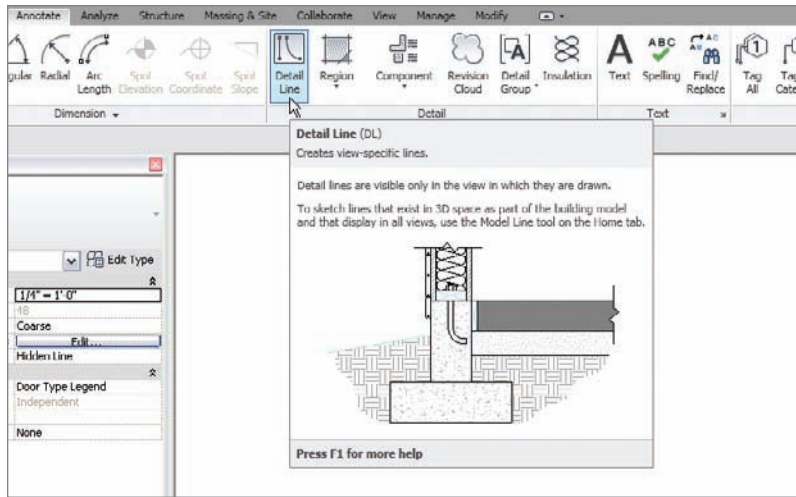 Annotate Analyze Structure Massing & Site Collaborate View Manage Modify
gular Radial Arc Length Spot Elevation Spot Coordinate Spot Slope Detail Line Region Component Revision Cloud Detail Group Insulation Text Spelling Find/ Replace Tag All Tag Cate
ABC
1
A
Dimension Detail Text
Detail Line (DL)
Creates view-specific lines.
Detail lines are visible only in the view in which they are drawn.
To sketch lines that exist in 3D space as part of the building model
and that display in all views, use the Model Line tool on the Home tab.
Edit Type
1/4" = 1'-0"
48
Coarse
Edit...
Hidden Line
Door Type Legend
Independent
None
Press F1 for more help